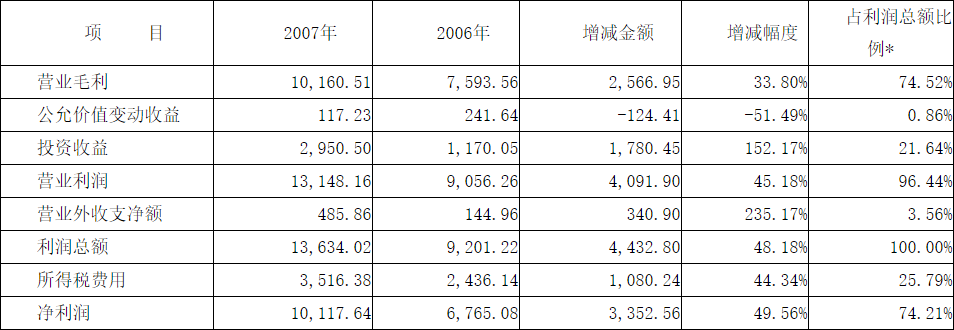 项 目 2007年 2006年 增减金额 增减幅度 占利润总额比
例*
营业毛利 10,160.51 7,593.56 2,566.95 33.80% 74.52%
公允价值变动收益 117.23 241.64 -124.41 -51.49% 0.86%
投资收益 2,950.50 1,170.05 1,780.45 152.17% 21.64%
营业利润 13,148.16 9,056.26 4,091.90 45.18% 96.44%
营业外收支净额 485.86 144.96 340.90 235.17% 3.56%
利润总额 13,634.02 9,201.22 4,432.80 48.18% 100.00%
所得税费用 3,516.38 2,436.14 1,080.24 44.34% 25.79%
净利润 10,117.64 6,765.08 3,352.56 49.56% 74.21%